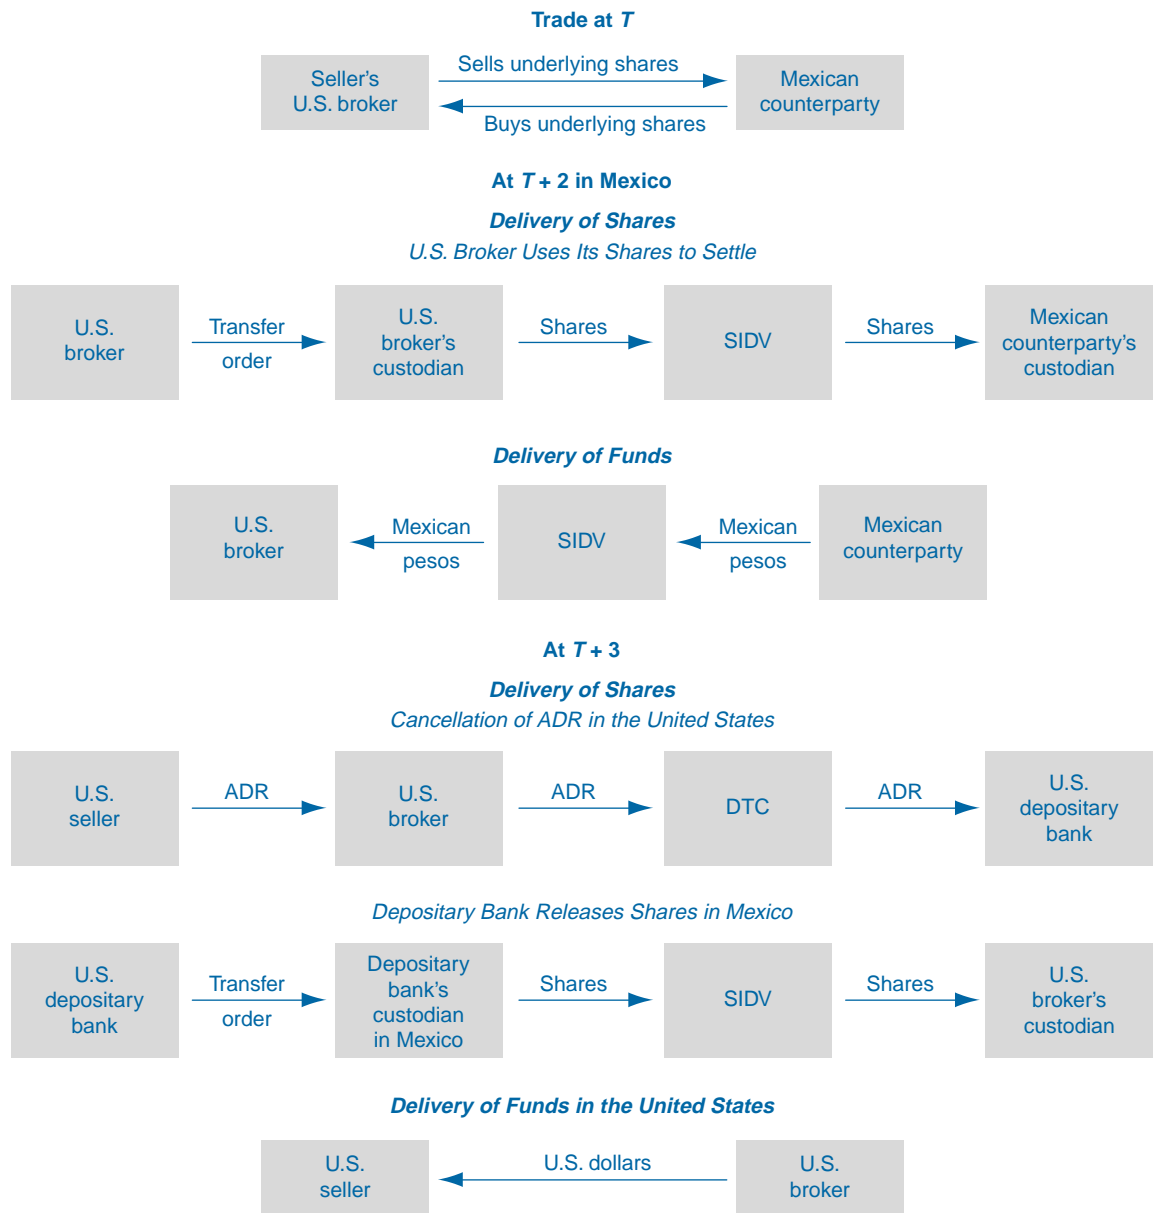 Trade at T
Seller's
U.S. broker
Sells underlying shares
Buys underlying shares
Mexican
counterparty
At T + 2 in Mexico
Delivery of Shares
U.S. Broker Uses Its Shares to Settle
U.S.
broker
Transfer
order
U.S.
broker's
custodian
Shares
SIDV
Shares
Mexican
counterparty's
custodian
Delivery of Funds
U.S.
broker
Mexican
pesos
SIDV
Mexican
pesos
Mexican
counterparty
At T + 3
Delivery of Shares
Cancellation of ADR in the United States
U.S.
seller
ADR
U.S.
broker
ADR
DTC
ADR
U.S.
depositary
bank
Depositary Bank Releases Shares in Mexico
U.S.
depositary
bank
Transfer
order
Depositary
bank's
custodian
in Mexico
Shares
SIDV
Shares
U.S.
broker's
custodian
Delivery of Funds in the United States
U.S.
seller
U.S. dollars
U.S.
broker